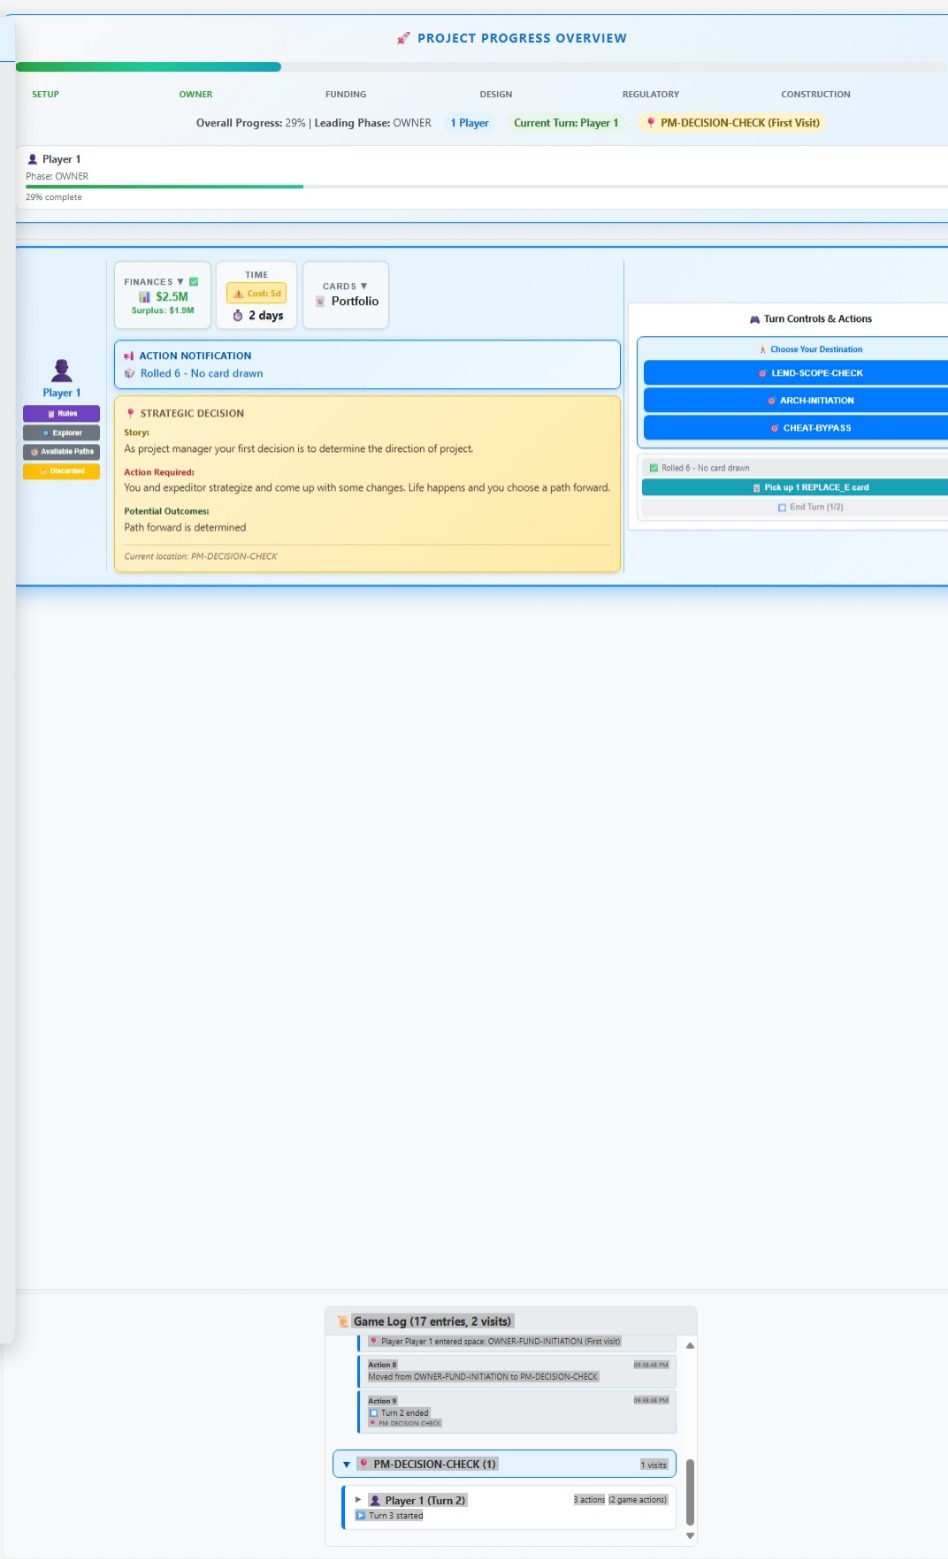 PROJECT PROGRESS OVERVIEW
SETUP OWNER FUNDING DESIGN REGULATORY CONSTRUCTION
Overall Progress: 29% | Leading Phase: OWNER 1 Player Current Turn: Player 1 PM-DECISION-CHECK (First Visit)
Player 1
Phase: OWNER
29% complete
Player 1
Rules
Explorer
Available Paths
Discarded
FINANCES ▼
$2.5M
Surplus: $1.9M
TIME
Cost: 5d
2 days
CARDS ▼
Portfolio
ACTION NOTIFICATION
Rolled 6 - No card drawn
STRATEGIC DECISION
Story:
As project manager your first decision is to determine the direction of project.
Action Required:
You and expeditor strategize and come up with some changes. Life happens and you choose a path forward.
Potential Outcomes:
Path forward is determined
Current location: PM-DECISION-CHECK
Turn Controls & Actions
Choose Your Destination
LEND-SCOPE-CHECK
ARCH-INITIATION
CHEAT-BYPASS
Rolled 6 - No card drawn
Pick up 1 REPLACE_E card
End Turn (1/2)
Game Log (17 entries, 2 visits)
Player Player 1 entered space: OWNER-FUND-INITIATION (First visit)
Action 8 09:38:48 PM
Moved from OWNER-FUND-INITIATION to PM-DECISION-CHECK
Action 9 09:38:48 PM
Turn 2 ended
PM-DECISION-CHECK
▼ PM-DECISION-CHECK (1) 1 visits
▶ Player 1 (Turn 2) 3 actions (2 game actions)
Turn 3 started